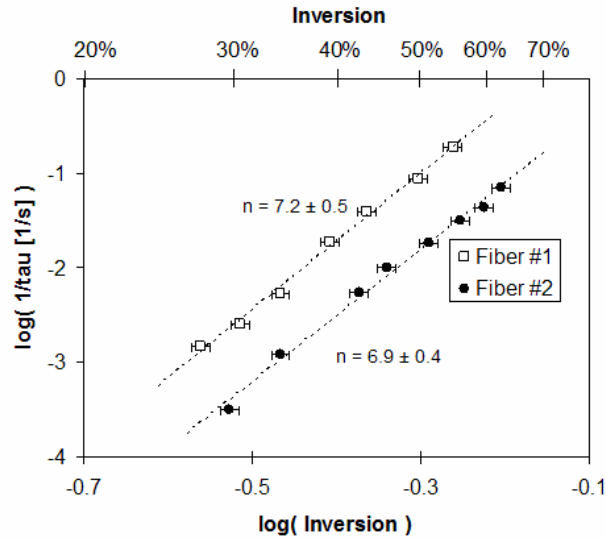 Inversion
20% 30% 40% 50% 60% 70%
0
-1
-2
-3
-4
log( 1/tau [1/s] )
n = 7.2 ± 0.5
Fiber #1
Fiber #2
n = 6.9 ± 0.4
-0.7 -0.5 -0.3 -0.1
log( Inversion )